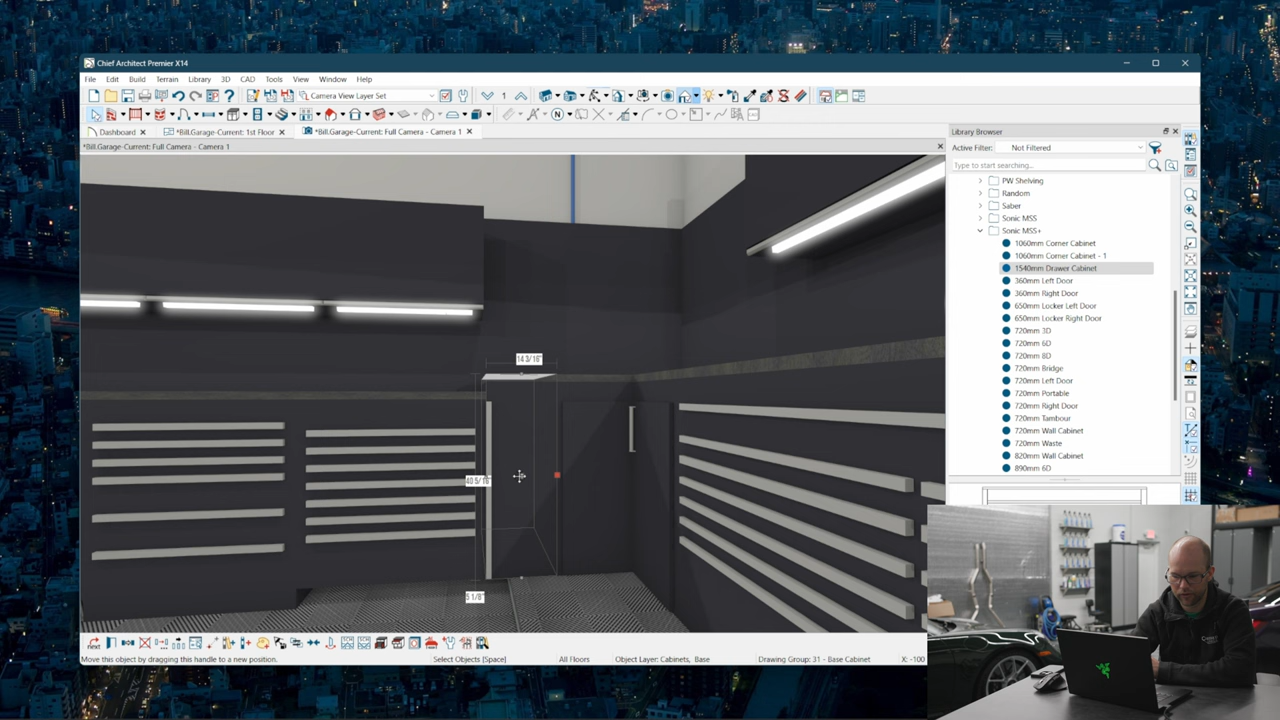 Chief Architect Premier X14
File Edit Build Terrain Library 3D CAD Tools View Window Help
Camera View Layer Set
1
Dashboard
*Bill.Garage-Current: 1st Floor
*Bill.Garage-Current: Full Camera - Camera 1
*Bill.Garage-Current: Full Camera - Camera 1
14 3/16"
40 5/16"
5 1/8"
Library Browser
Active Filter: Not Filtered
Type to start searching...
PW Shelving
Random
Saber
Sonic MSS
Sonic MSS+
1060mm Corner Cabinet
1060mm Corner Cabinet - 1
1540mm Drawer Cabinet
360mm Left Door
360mm Right Door
650mm Locker Left Door
650mm Locker Right Door
720mm 3D
720mm 6D
720mm 8D
720mm Bridge
720mm Left Door
720mm Portable
720mm Right Door
720mm Tambour
720mm Wall Cabinet
720mm Waste
820mm Wall Cabinet
890mm 6D
Move this object by dragging this handle to a new position.
Select Objects [Space]
All Floors
Object Layer: Cabinets, Base
Drawing Group: 31 - Base Cabinet
X: -100